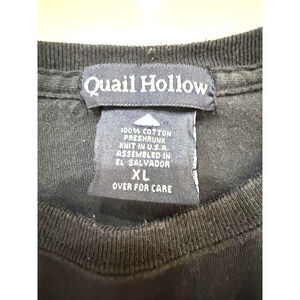 Quail Hollow
100% COTTON
PRESHRUNK
KNIT IN U.S.A.
ASSEMBLED IN
EL SALVADOR
XL
OVER FOR CARE